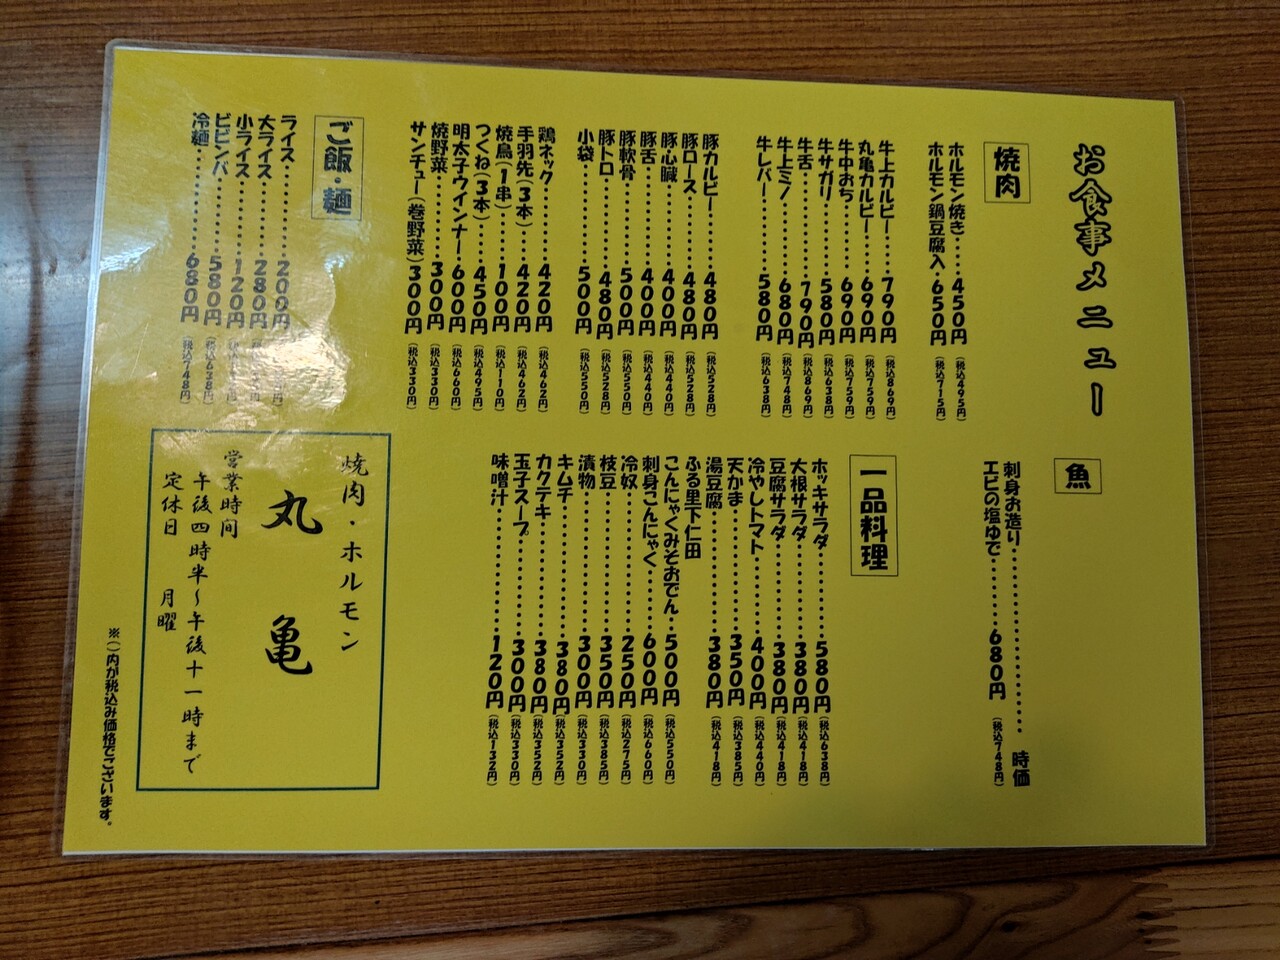 お食事メニュー
焼肉
ホルモン焼き‥‥450円(税込495円)
ホルモン鍋豆腐入‥650円(税込715円)
牛上カルビー‥‥790円(税込869円)
丸亀カルビー‥‥690円(税込759円)
牛中おち‥‥‥690円(税込759円)
牛サガリ‥‥‥580円(税込638円)
牛舌‥‥‥‥790円(税込869円)
牛上ミノ‥‥‥680円(税込748円)
牛レバー‥‥‥580円(税込638円)
豚カルビー‥‥‥480円(税込528円)
豚ロース‥‥‥480円(税込528円)
豚心臓‥‥‥‥400円(税込440円)
豚舌‥‥‥‥400円(税込440円)
豚軟骨‥‥‥‥500円(税込550円)
豚トロ‥‥‥‥480円(税込528円)
小袋‥‥‥‥500円(税込550円)
鶏ネック‥‥‥420円(税込462円)
手羽先(3本)‥‥420円(税込462円)
焼鳥(1串)‥‥‥100円(税込110円)
つくね(3本)‥‥450円(税込495円)
明太子ウインナー‥600円(税込660円)
焼野菜‥‥‥‥300円(税込330円)
サンチュー(巻野菜)300円(税込330円)
ご飯・麺
ライス‥‥‥‥200円
大ライス‥‥‥280円
小ライス‥‥‥120円
ビビンバ‥‥‥580円(税込638円)
冷麺‥‥‥‥680円(税込748円)
魚
刺身お造り‥‥‥‥‥‥‥‥時価
エビの塩ゆで‥‥‥680円(税込748円)
一品料理
ホッキサラダ‥‥‥580円(税込638円)
大根サラダ‥‥‥‥380円(税込418円)
豆腐サラダ‥‥‥‥380円(税込418円)
冷やしトマト‥‥‥400円(税込440円)
天かま‥‥‥‥‥350円(税込385円)
湯豆腐‥‥‥‥‥380円(税込418円)
ふる里下仁田
こんにゃくみそおでん‥500円(税込550円)
刺身こんにゃく‥‥600円(税込660円)
冷奴‥‥‥‥‥250円(税込275円)
枝豆‥‥‥‥‥350円(税込385円)
漬物‥‥‥‥‥300円(税込330円)
キムチ‥‥‥‥‥380円(税込352円)
カクテキ‥‥‥‥380円(税込352円)
玉子スープ‥‥‥‥300円(税込330円)
味噌汁‥‥‥‥‥120円(税込132円)
焼肉・ホルモン
丸亀
営業時間
午後四時半～午後十一時まで
定休日 月曜
※( )内が税込み価格でございます。